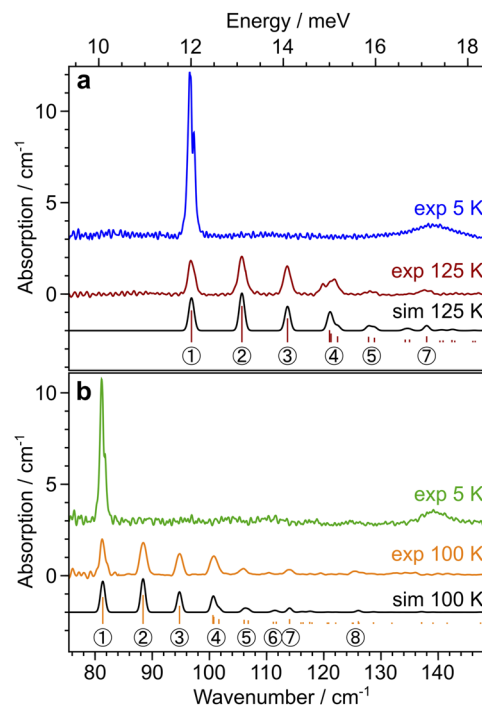 Energy / meV
10 12 14 16 18
a
10
5
0
Absorption / cm-1
exp 5 K
exp 125 K
sim 125 K
① ② ③ ④ ⑤ ⑦
b
10
5
0
Absorption / cm-1
exp 5 K
exp 100 K
sim 100 K
① ② ③ ④ ⑤ ⑥ ⑦ ⑧
80 90 100 110 120 130 140
Wavenumber / cm-1